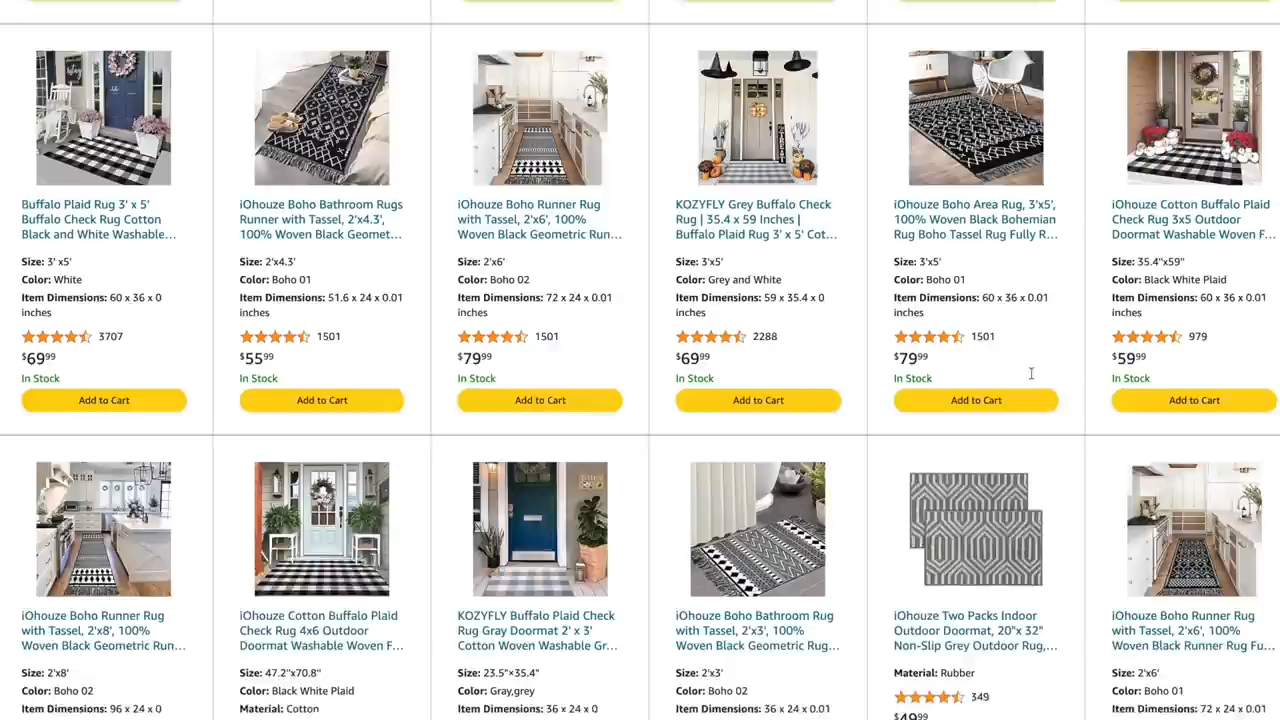 Buffalo Plaid Rug 3' x 5'
Buffalo Check Rug Cotton
Black and White Washable...
Size: 3' x5'
Color: White
Item Dimensions: 60 x 36 x 0
inches
3707
$69.99
In Stock
Add to Cart
iOhouze Boho Bathroom Rugs
Runner with Tassel, 2'x4.3',
100% Woven Black Geomet...
Size: 2'x4.3'
Color: Boho 01
Item Dimensions: 51.6 x 24 x 0.01
inches
1501
$55.99
In Stock
Add to Cart
iOhouze Boho Runner Rug
with Tassel, 2'x6', 100%
Woven Black Geometric Run...
Size: 2'x6'
Color: Boho 02
Item Dimensions: 72 x 24 x 0.01
inches
1501
$79.99
In Stock
Add to Cart
KOZYFLY Grey Buffalo Check
Rug | 35.4 x 59 Inches |
Buffalo Plaid Rug 3' x 5' Cot...
Size: 3'x5'
Color: Grey and White
Item Dimensions: 59 x 35.4 x 0
inches
2288
$69.99
In Stock
Add to Cart
iOhouze Boho Area Rug, 3'x5',
100% Woven Black Bohemian
Rug Boho Tassel Rug Fully R...
Size: 3'x5'
Color: Boho 01
Item Dimensions: 60 x 36 x 0.01
inches
1501
$79.99
In Stock
Add to Cart
iOhouze Cotton Buffalo Plaid
Check Rug 3x5 Outdoor
Doormat Washable Woven F...
Size: 35.4"x59"
Color: Black White Plaid
Item Dimensions: 60 x 36 x 0.01
inches
979
$59.99
In Stock
Add to Cart
iOhouze Boho Runner Rug
with Tassel, 2'x8', 100%
Woven Black Geometric Run...
Size: 2'x8'
Color: Boho 02
Item Dimensions: 96 x 24 x 0
iOhouze Cotton Buffalo Plaid
Check Rug 4x6 Outdoor
Doormat Washable Woven F...
Size: 47.2"x70.8"
Color: Black White Plaid
Material: Cotton
KOZYFLY Buffalo Plaid Check
Rug Gray Doormat 2' x 3'
Cotton Woven Washable Gr...
Size: 23.5"×35.4"
Color: Gray,grey
Item Dimensions: 36 x 24 x 0
iOhouze Boho Bathroom Rug
with Tassel, 2'x3', 100%
Woven Black Geometric Rug...
Size: 2'x3'
Color: Boho 02
Item Dimensions: 36 x 24 x 0.01
iOhouze Two Packs Indoor
Outdoor Doormat, 20"x 32"
Non-Slip Grey Outdoor Rug,...
Material: Rubber
349
$49.99
iOhouze Boho Runner Rug
with Tassel, 2'x6', 100%
Woven Black Runner Rug Fu...
Size: 2'x6'
Color: Boho 01
Item Dimensions: 72 x 24 x 0.01